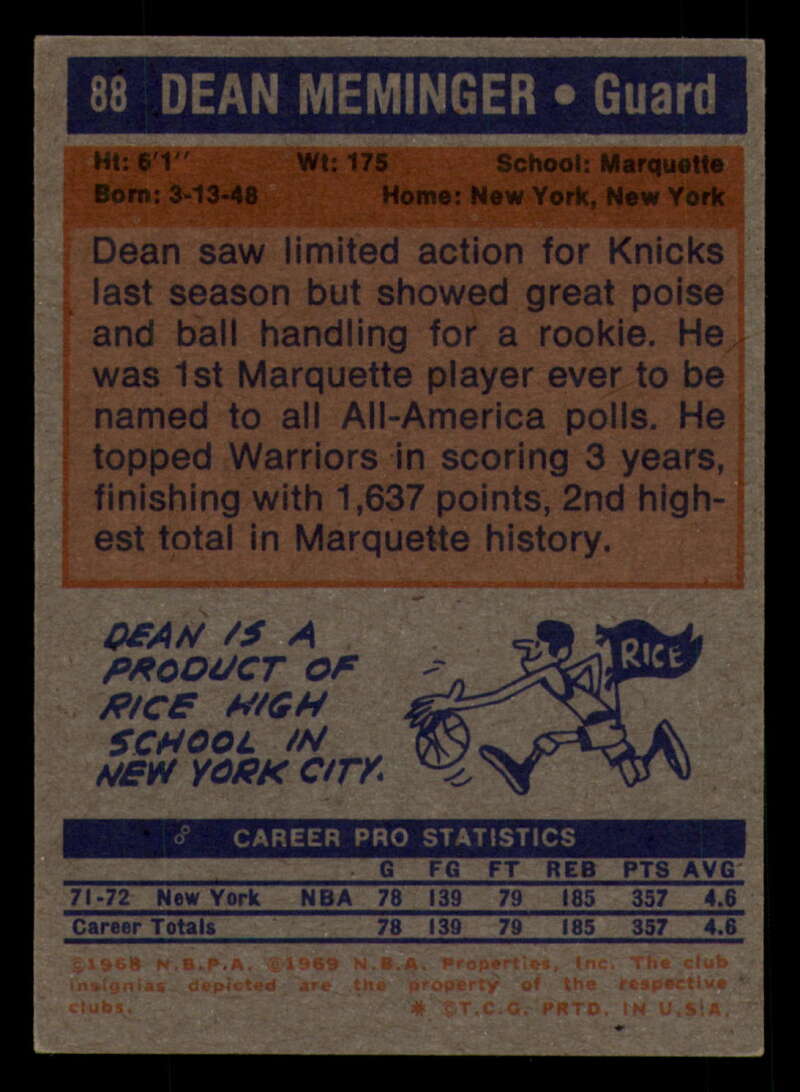 88 DEAN MEMINGER • Guard
Ht: 6'1" Wt: 175 School: Marquette
Born: 3-13-48 Home: New York, New York
Dean saw limited action for Knicks
last season but showed great poise
and ball handling for a rookie. He
was 1st Marquette player ever to be
named to all All-America polls. He
topped Warriors in scoring 3 years,
finishing with 1,637 points, 2nd high-
est total in Marquette history.
DEAN IS A
PRODUCT OF
RICE HIGH
SCHOOL IN
NEW YORK CITY.
RICE
CAREER PRO STATISTICS
G FG FT REB PTS AVG
71-72 New York NBA 78 139 79 185 357 4.6
Career Totals 78 139 79 185 357 4.6
©1968 N.B.P.A. ©1969 N.B.A. Properties, Inc. The club
insignias depicted are the property of the respective
clubs. * ©T.C.G. PRTD. IN U.S.A.